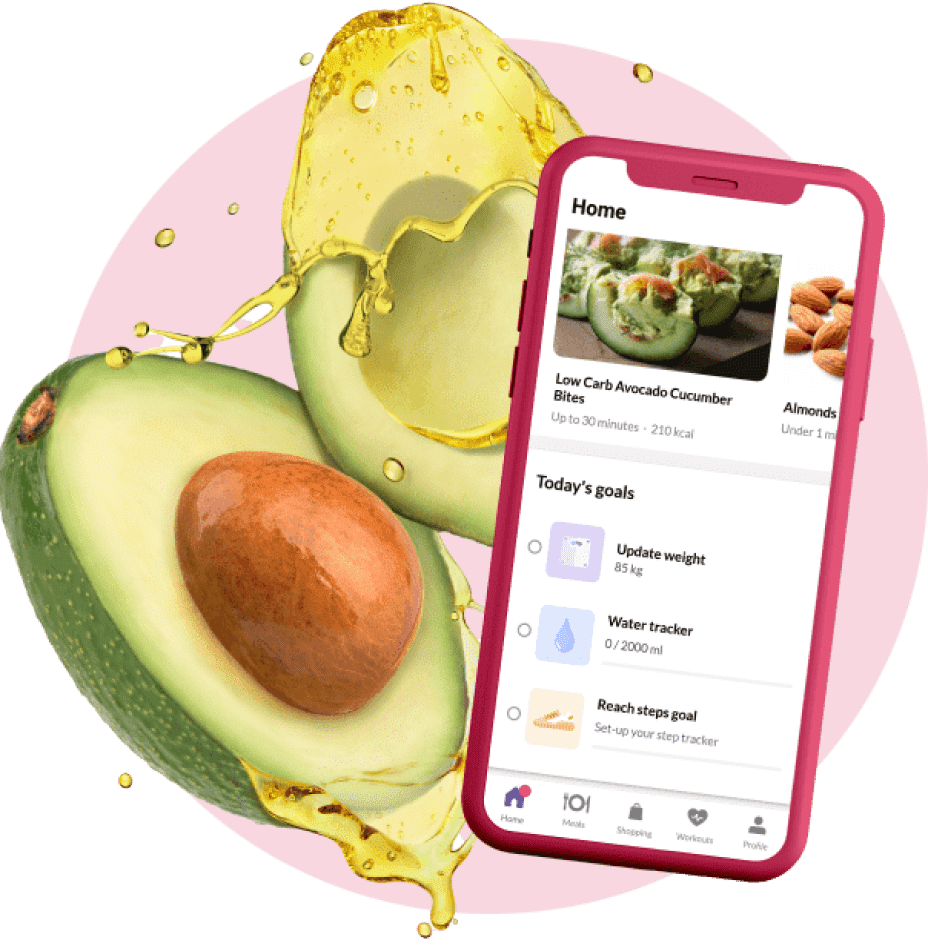 Home
Low Carb Avocado Cucumber
Bites
Up to 30 minutes · 210 kcal
Almonds
Under 1 mi
Today's goals
Update weight
85 kg
Water tracker
0 / 2000 ml
Reach steps goal
Set-up your step tracker
Home
Meals
Shopping
Workouts
Profile